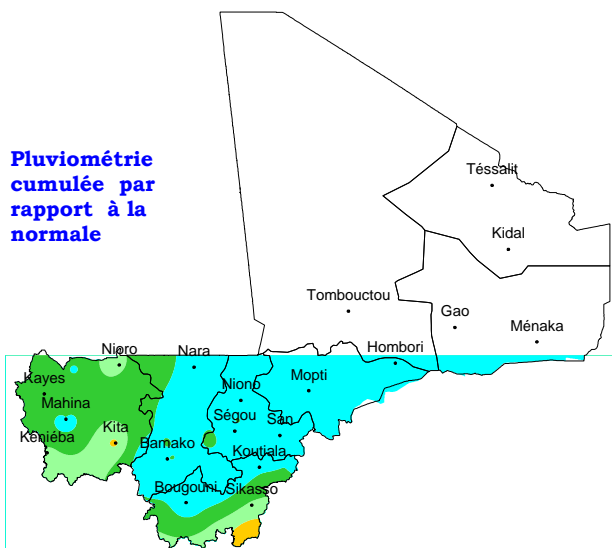 Pluviométrie
cumulée par
rapport à la
normale
Téssalit
Kidal
Tombouctou
Gao
Ménaka
Hombori
Nioro
Nara
Kayes
Niono
Mopti
Mahina
Ségou
San
Kéniéba
Kita
Bamako
Koutiala
Bougouni
Sikasso